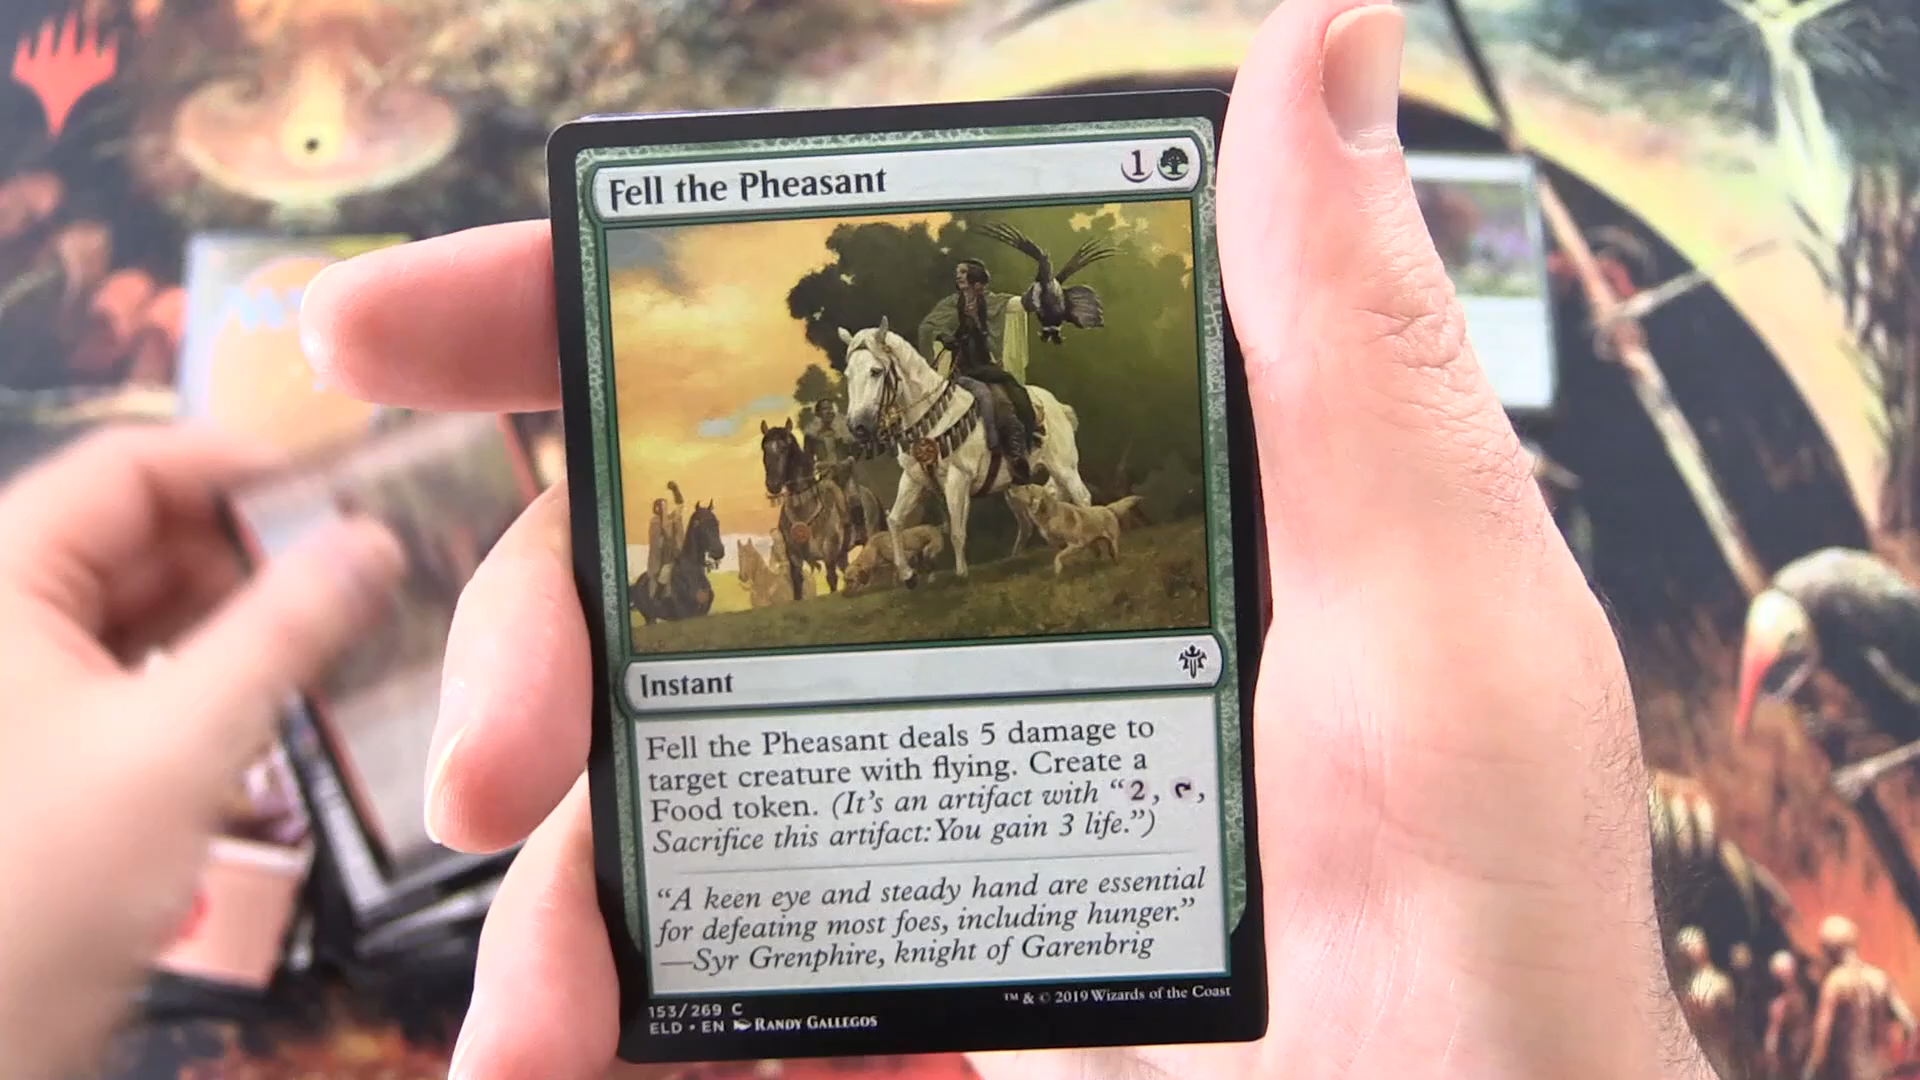 Fell the Pheasant 1
Instant
Fell the Pheasant deals 5 damage to
target creature with flying. Create a
Food token. (It's an artifact with “2, ,
Sacrifice this artifact: You gain 3 life.”)
“A keen eye and steady hand are essential
for defeating most foes, including hunger.”
—Syr Grenphire, knight of Garenbrig
153/269 C
ELD • EN Randy Gallegos
™ & © 2019 Wizards of the Coast